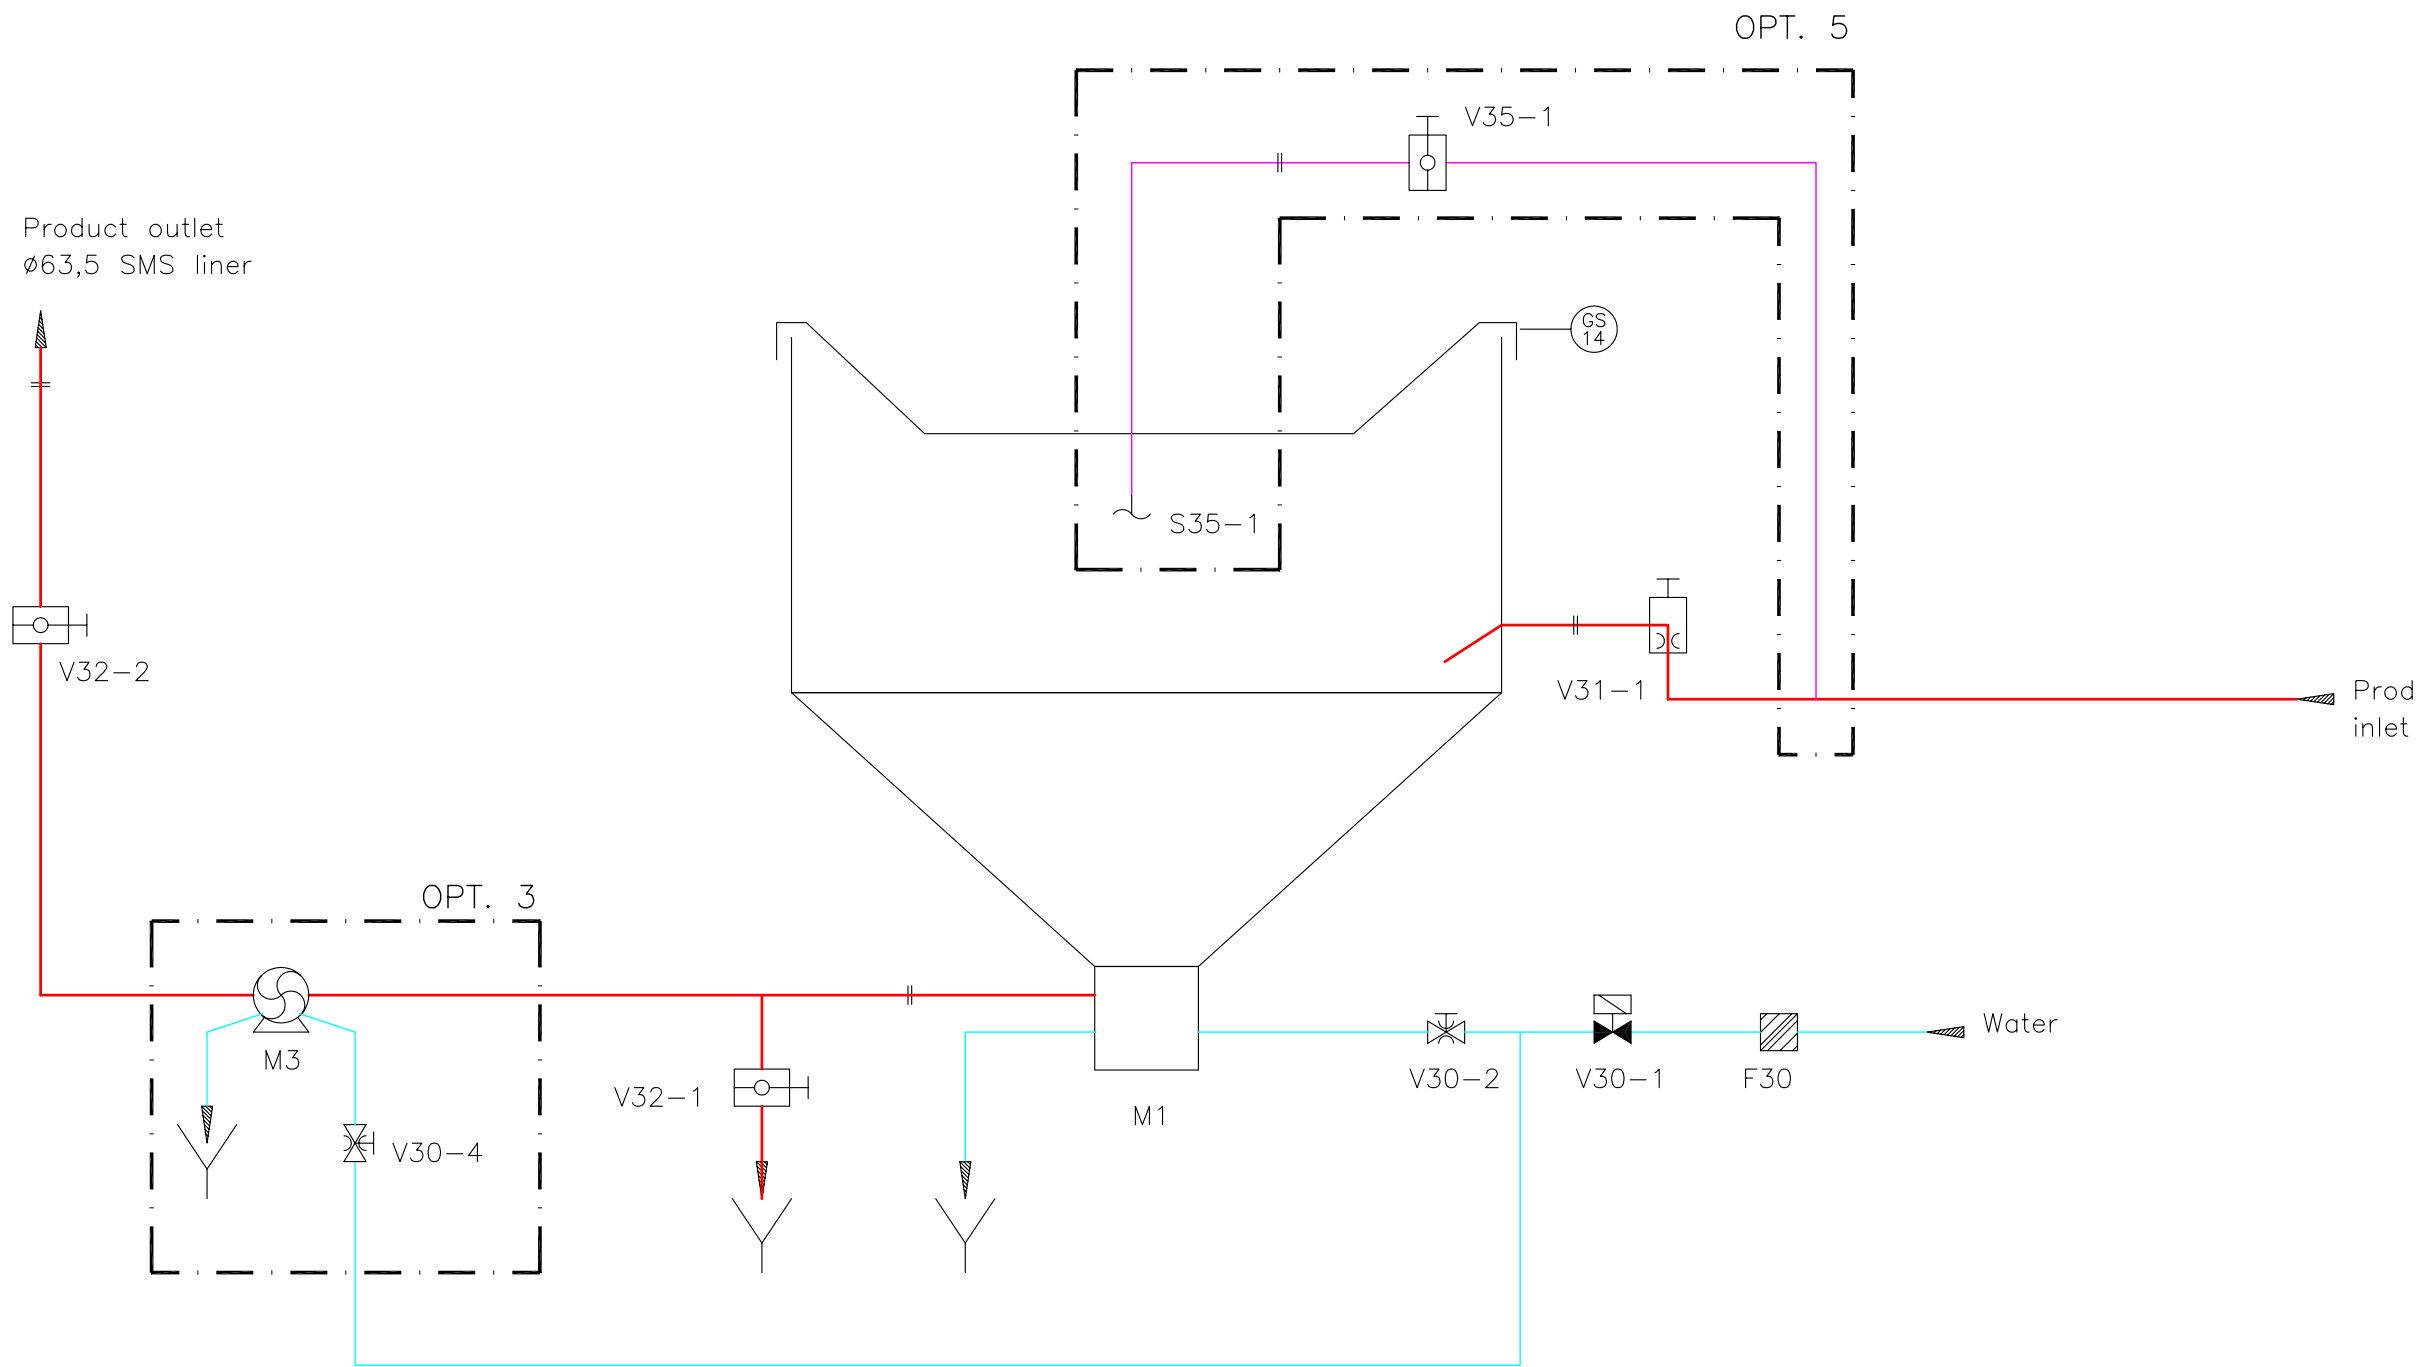 OPT. 5
V35-1
Product outlet
ø63,5 SMS liner
GS
14
S35-1
V32-2
V31-1
Prod
inlet
OPT. 3
M3
V30-4
V32-1
M1
V30-2
V30-1
F30
Water